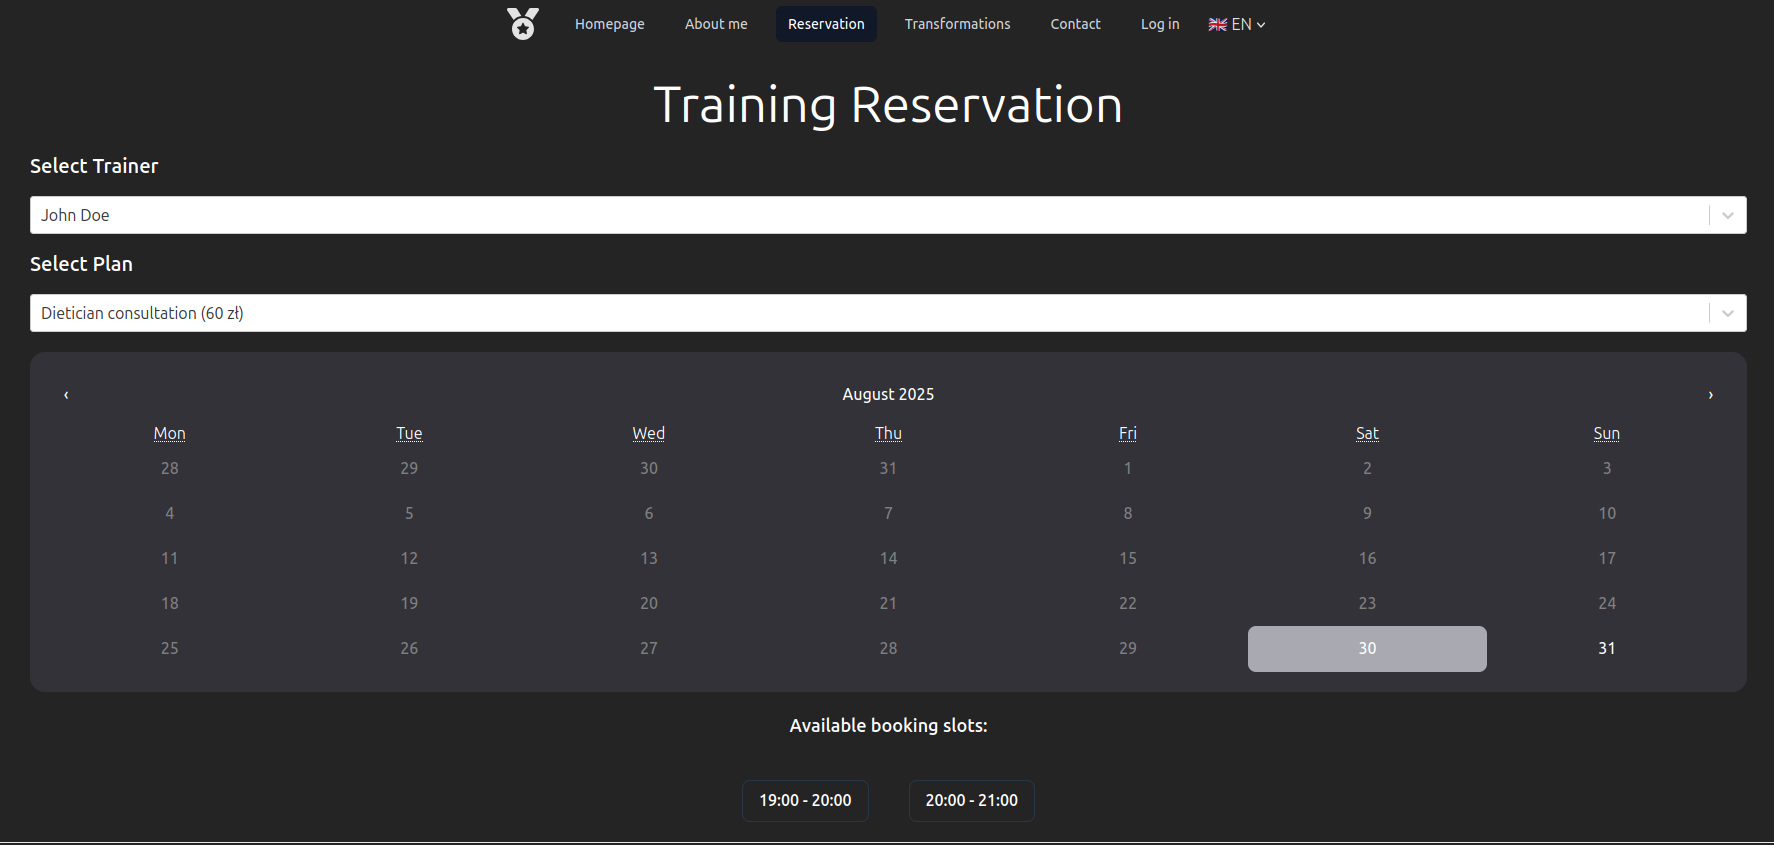 Homepage About me Reservation Transformations Contact Log in EN
Training Reservation
Select Trainer
John Doe
Select Plan
Dietician consultation (60 zł)
‹ August 2025 ›
Mon Tue Wed Thu Fri Sat Sun
28 29 30 31 1 2 3
4 5 6 7 8 9 10
11 12 13 14 15 16 17
18 19 20 21 22 23 24
25 26 27 28 29 30 31
Available booking slots:
19:00 - 20:00 20:00 - 21:00